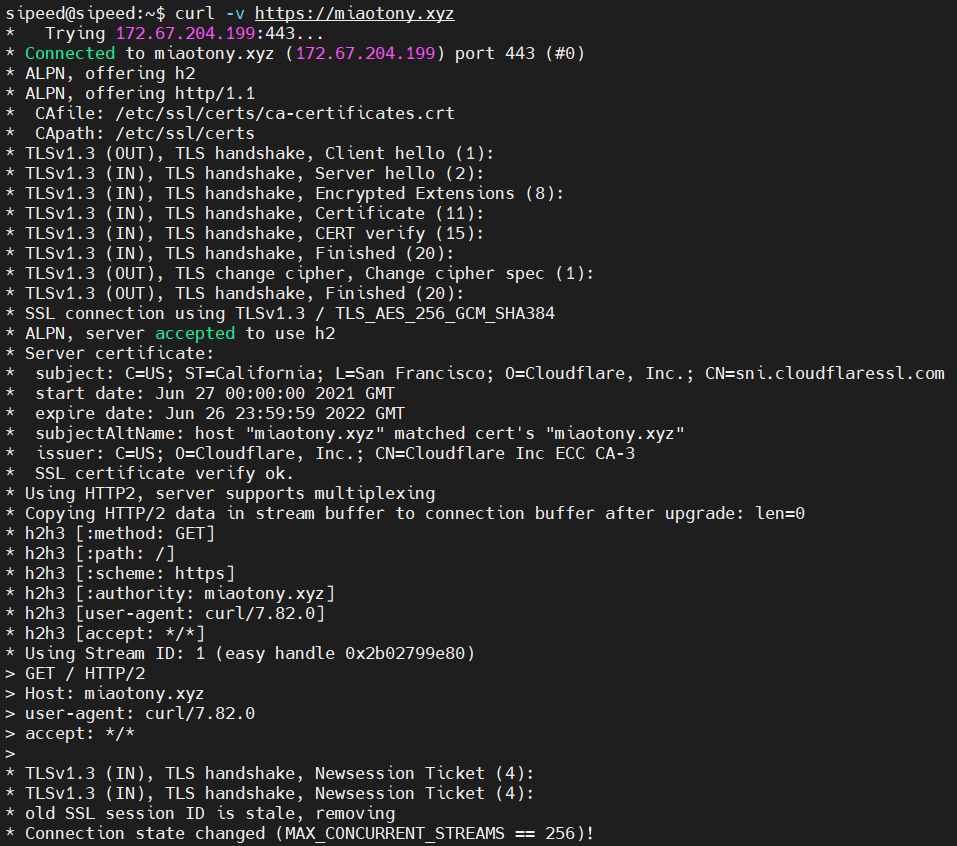 sipeed@sipeed:~$ curl -v https://miaotony.xyz
*   Trying 172.67.204.199:443...
* Connected to miaotony.xyz (172.67.204.199) port 443 (#0)
* ALPN, offering h2
* ALPN, offering http/1.1
*  CAfile: /etc/ssl/certs/ca-certificates.crt
*  CApath: /etc/ssl/certs
* TLSv1.3 (OUT), TLS handshake, Client hello (1):
* TLSv1.3 (IN), TLS handshake, Server hello (2):
* TLSv1.3 (IN), TLS handshake, Encrypted Extensions (8):
* TLSv1.3 (IN), TLS handshake, Certificate (11):
* TLSv1.3 (IN), TLS handshake, CERT verify (15):
* TLSv1.3 (IN), TLS handshake, Finished (20):
* TLSv1.3 (OUT), TLS change cipher, Change cipher spec (1):
* TLSv1.3 (OUT), TLS handshake, Finished (20):
* SSL connection using TLSv1.3 / TLS_AES_256_GCM_SHA384
* ALPN, server accepted to use h2
* Server certificate:
*  subject: C=US; ST=California; L=San Francisco; O=Cloudflare, Inc.; CN=sni.cloudflaressl.com
*  start date: Jun 27 00:00:00 2021 GMT
*  expire date: Jun 26 23:59:59 2022 GMT
*  subjectAltName: host "miaotony.xyz" matched cert's "miaotony.xyz"
*  issuer: C=US; O=Cloudflare, Inc.; CN=Cloudflare Inc ECC CA-3
*  SSL certificate verify ok.
* Using HTTP2, server supports multiplexing
* Copying HTTP/2 data in stream buffer to connection buffer after upgrade: len=0
* h2h3 [:method: GET]
* h2h3 [:path: /]
* h2h3 [:scheme: https]
* h2h3 [:authority: miaotony.xyz]
* h2h3 [user-agent: curl/7.82.0]
* h2h3 [accept: */*]
* Using Stream ID: 1 (easy handle 0x2b02799e80)
> GET / HTTP/2
> Host: miaotony.xyz
> user-agent: curl/7.82.0
> accept: */*
>
* TLSv1.3 (IN), TLS handshake, Newsession Ticket (4):
* TLSv1.3 (IN), TLS handshake, Newsession Ticket (4):
* old SSL session ID is stale, removing
* Connection state changed (MAX_CONCURRENT_STREAMS == 256)!